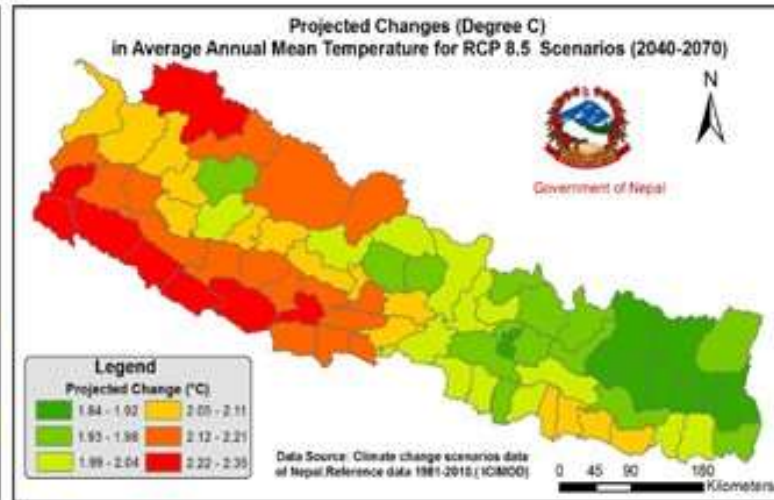 Projected Changes (Degree C)
in Average Annual Mean Temperature for RCP 8.5 Scenarios (2040-2070)
N
Government of Nepal
Legend
Projected Change (°C)
1.84 - 1.92
2.05 - 2.11
1.93 - 1.98
2.12 - 2.21
1.99 - 2.04
2.22 - 2.35
Data Source: Climate change scenarios data
of Nepal.Reference data 1981-2010.( ICIMOD)
0 45 90 180
Kilometers